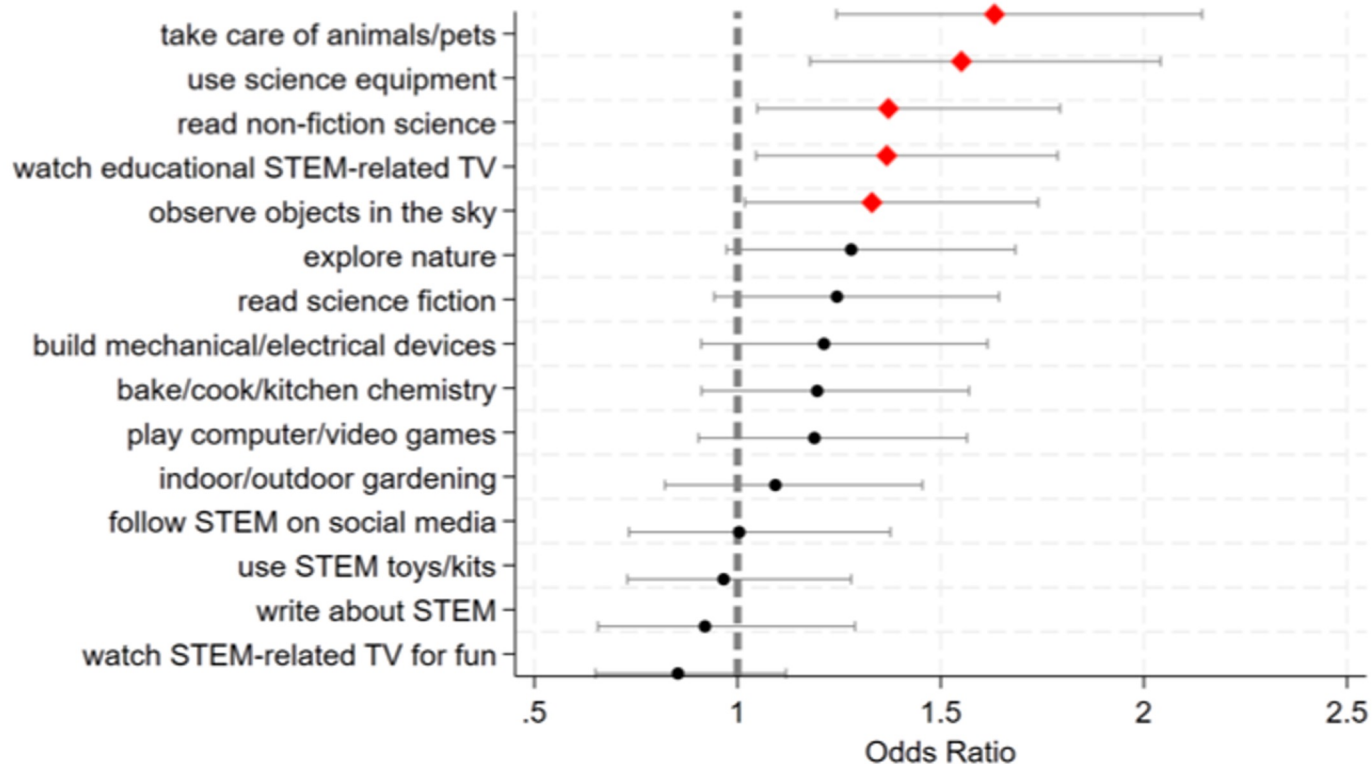 take care of animals/pets
use science equipment
read non-fiction science
watch educational STEM-related TV
observe objects in the sky
explore nature
read science fiction
build mechanical/electrical devices
bake/cook/kitchen chemistry
play computer/video games
indoor/outdoor gardening
follow STEM on social media
use STEM toys/kits
write about STEM
watch STEM-related TV for fun
.5 1 1.5 2 2.5
Odds Ratio